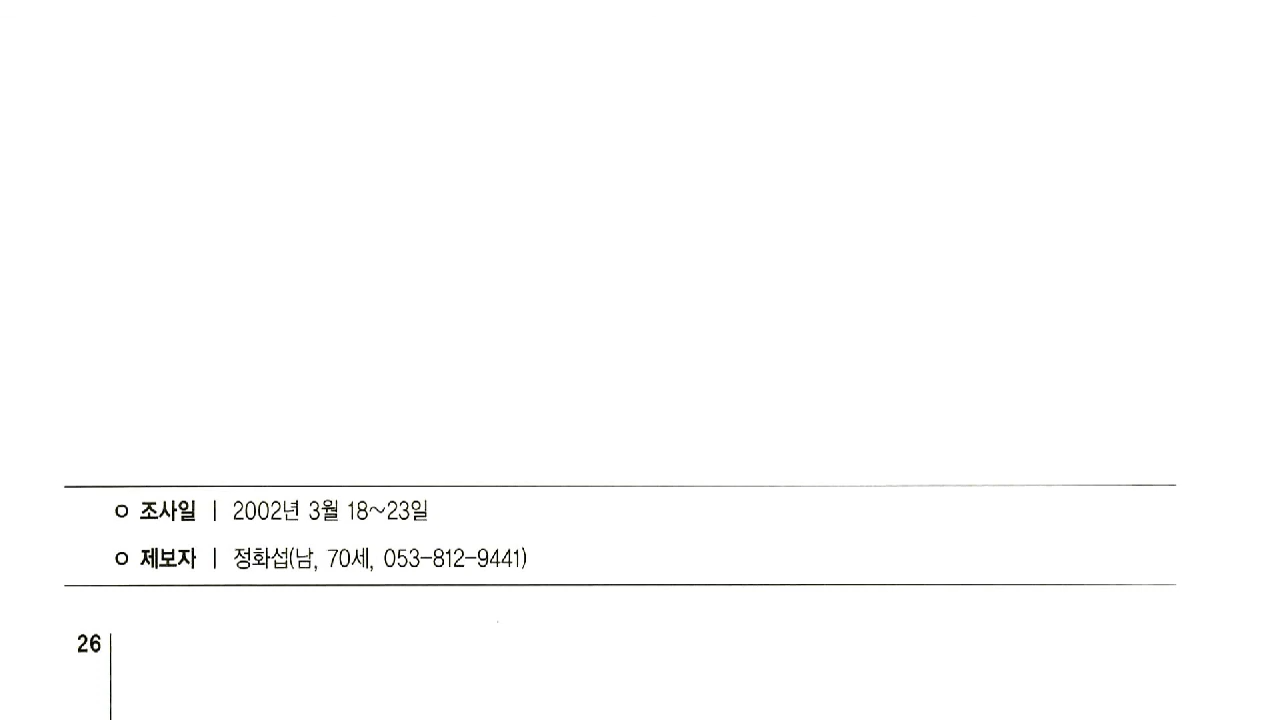 ㅇ 조사일 | 2002년 3월 18~23일
ㅇ 제보자 | 정화섭(남, 70세, 053-812-9441)
26